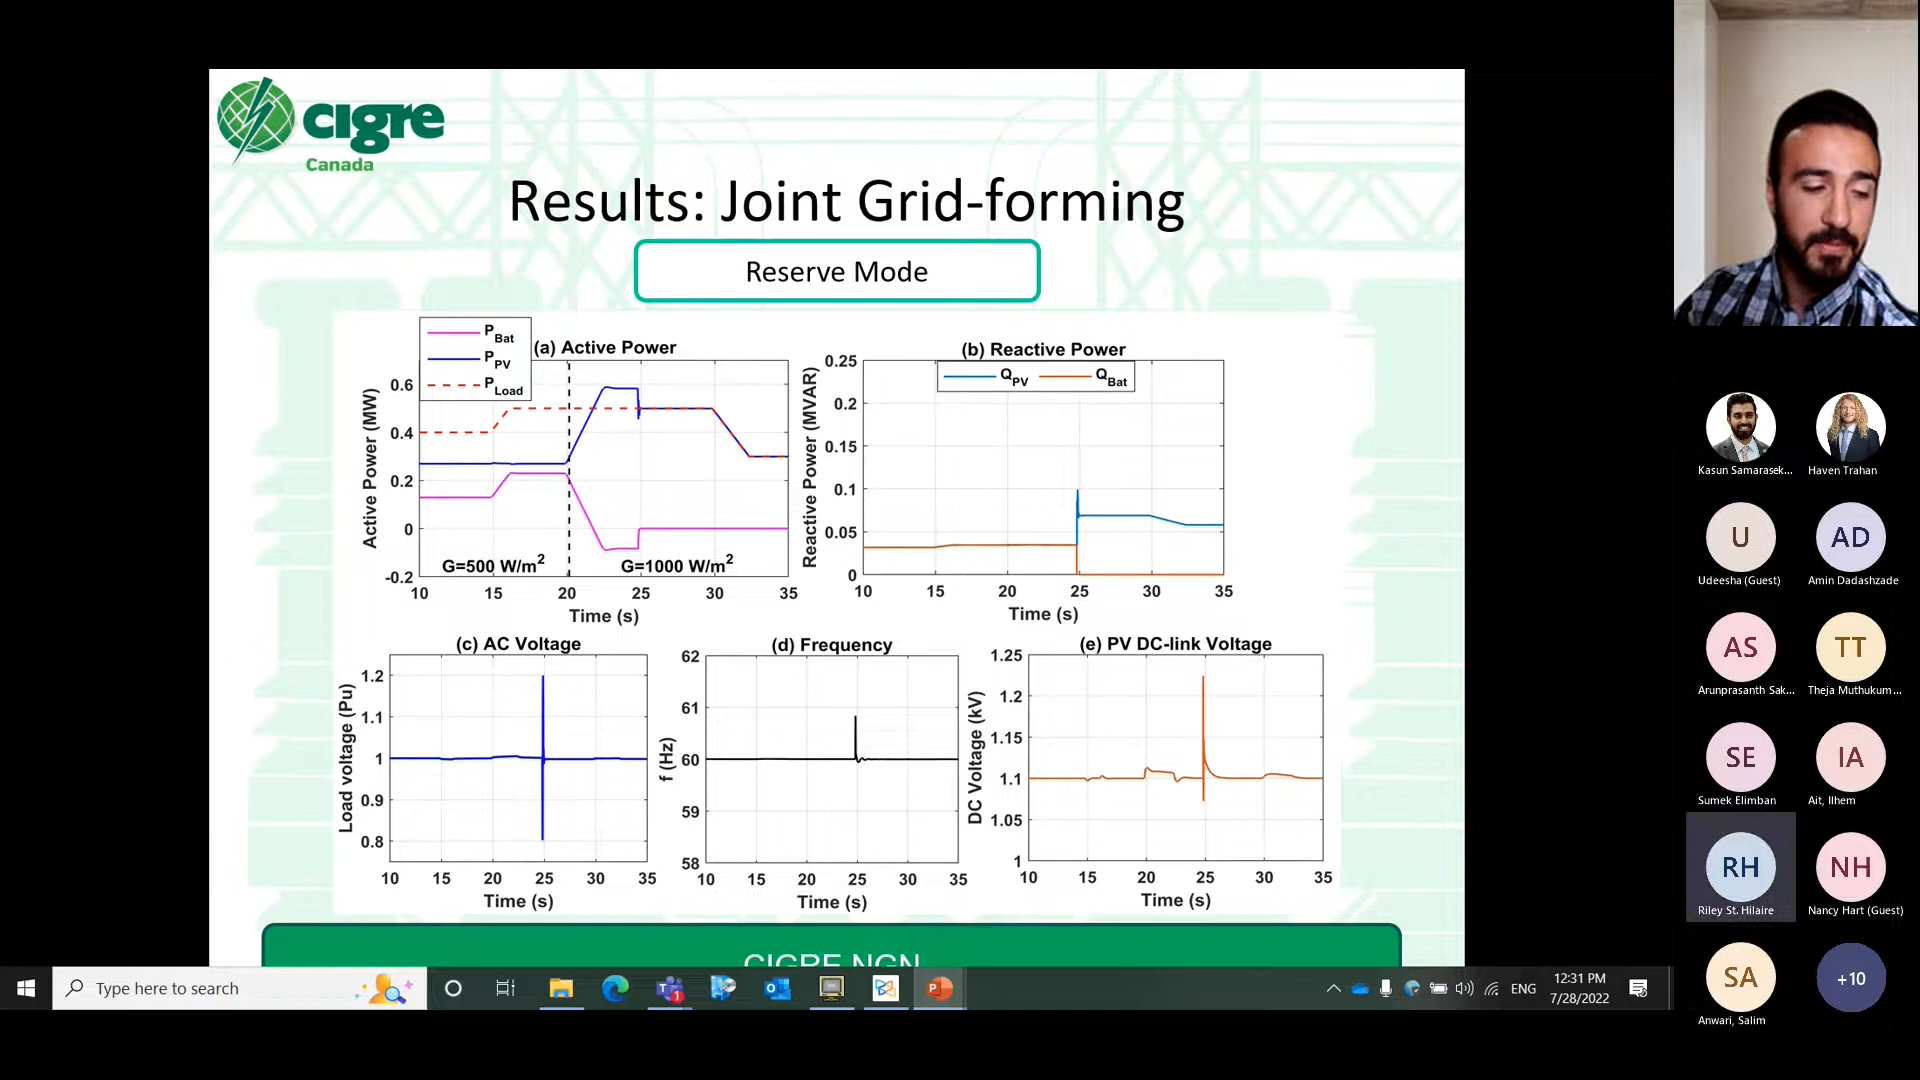 cigre
Canada
Results: Joint Grid-forming
Reserve Mode
P Bat
P PV
P Load
(a) Active Power
Active Power (MW)
0.6
0.4
0.2
0
-0.2
G=500 W/m2
G=1000 W/m2
10 15 20 25 30 35
Time (s)
(b) Reactive Power
Q PV Q Bat
Reactive Power (MVAR)
0.25
0.2
0.15
0.1
0.05
0
10 15 20 25 30 35
Time (s)
(c) AC Voltage
Load voltage (Pu)
1.2
1.1
1
0.9
0.8
10 15 20 25 30 35
Time (s)
(d) Frequency
f (Hz)
62
61
60
59
58
10 15 20 25 30 35
Time (s)
(e) PV DC-link Voltage
DC Voltage (kV)
1.25
1.2
1.15
1.1
1.05
1
10 15 20 25 30 35
Time (s)
CIGRE NGN
Type here to search
1
ENG
12:31 PM
7/28/2022
Kasun Samarasek...
Haven Trahan
U
Udeesha (Guest)
AD
Amin Dadashzade
AS
Arunprasanth Sak...
TT
Theja Muthukum...
SE
Sumek Elimban
IA
Ait, Ilhem
RH
Riley St. Hilaire
NH
Nancy Hart (Guest)
SA
Anwari, Salim
+10